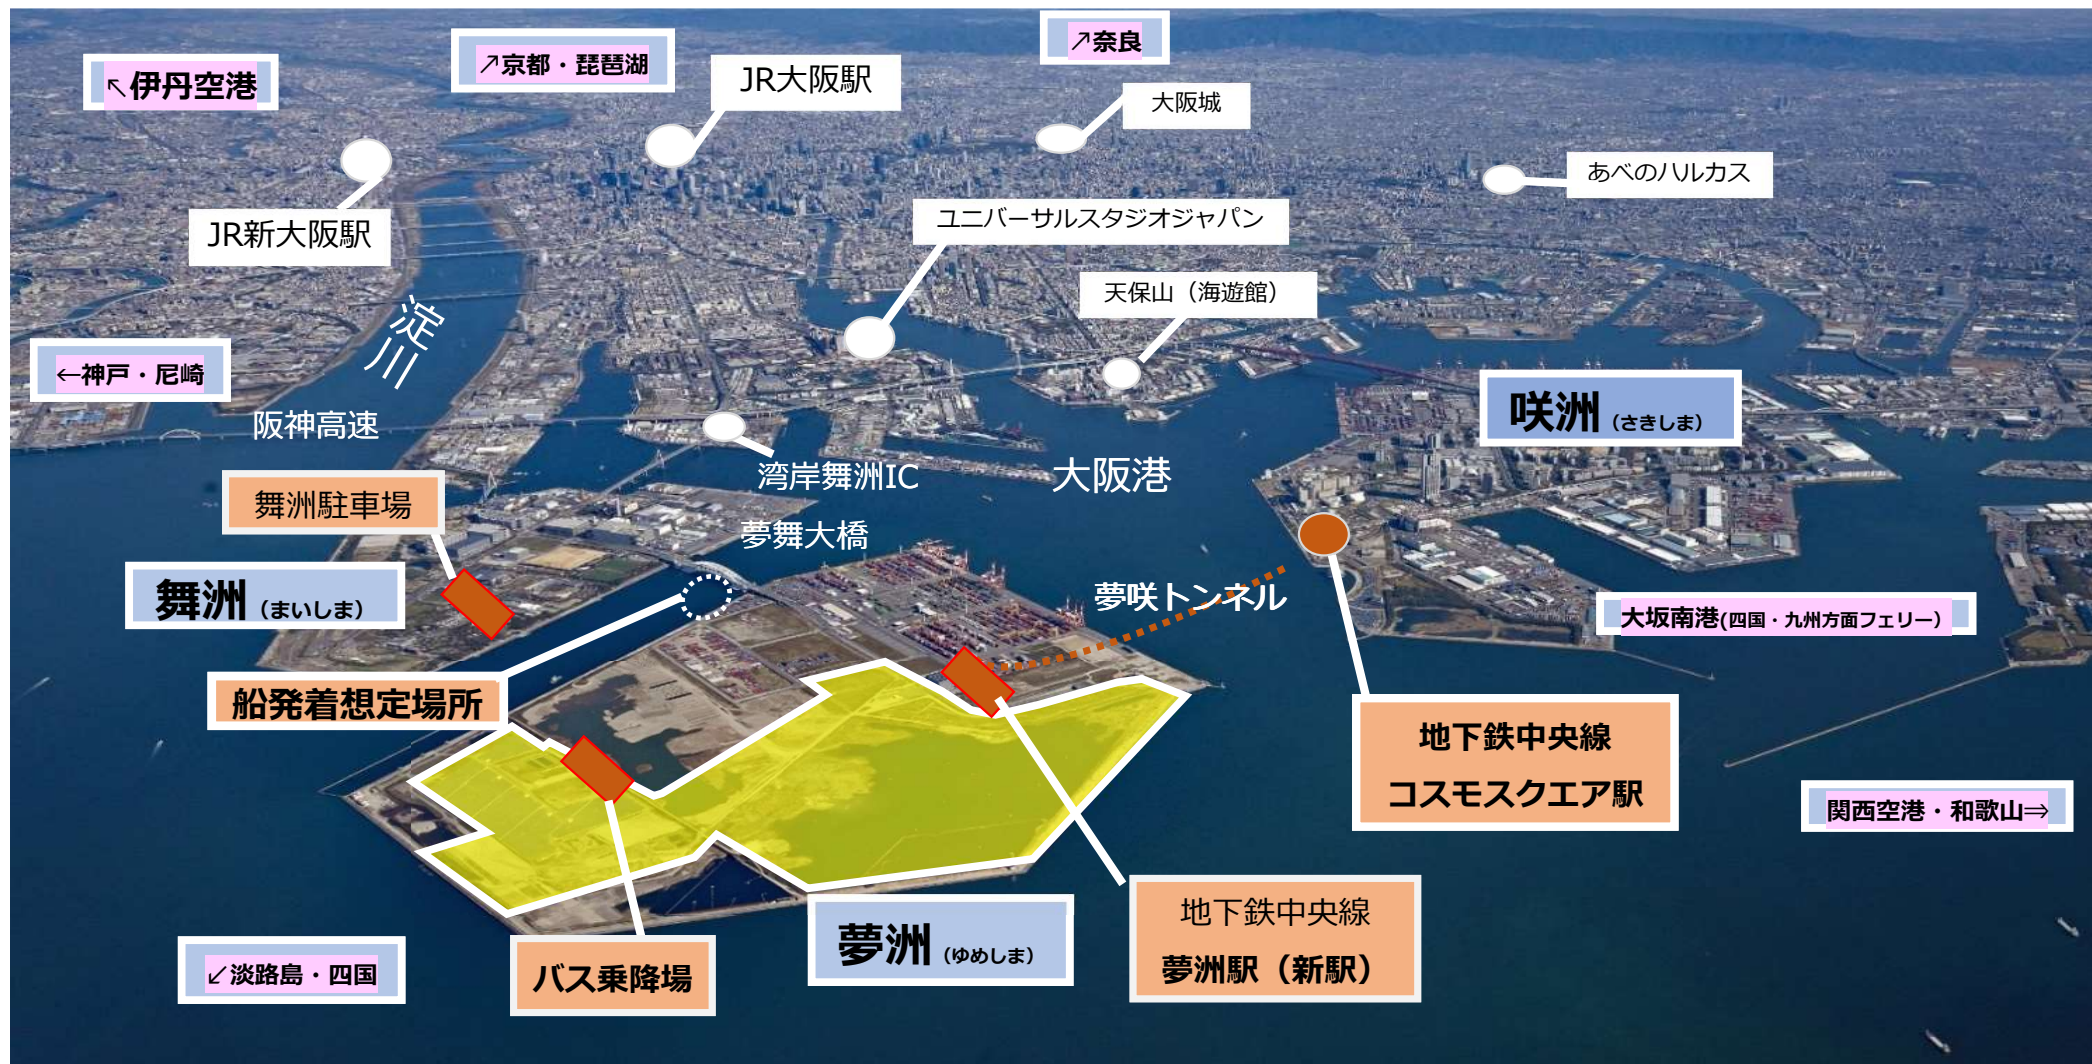 ↗奈良
↖伊丹空港
↗京都・琵琶湖
JR大阪駅
大阪城
あべのハルカス
JR新大阪駅
ユニバーサルスタジオジャパン
天保山（海遊館）
淀川
←神戸・尼崎
阪神高速
咲洲（さきしま）
湾岸舞洲IC
大阪港
舞洲駐車場
夢舞大橋
舞洲（まいしま）
夢咲トンネル
大坂南港(四国・九州方面フェリー）
船発着想定場所
地下鉄中央線
コスモスクエア駅
関西空港・和歌山⇒
夢洲（ゆめしま）
地下鉄中央線
夢洲駅（新駅）
↙淡路島・四国
バス乗降場